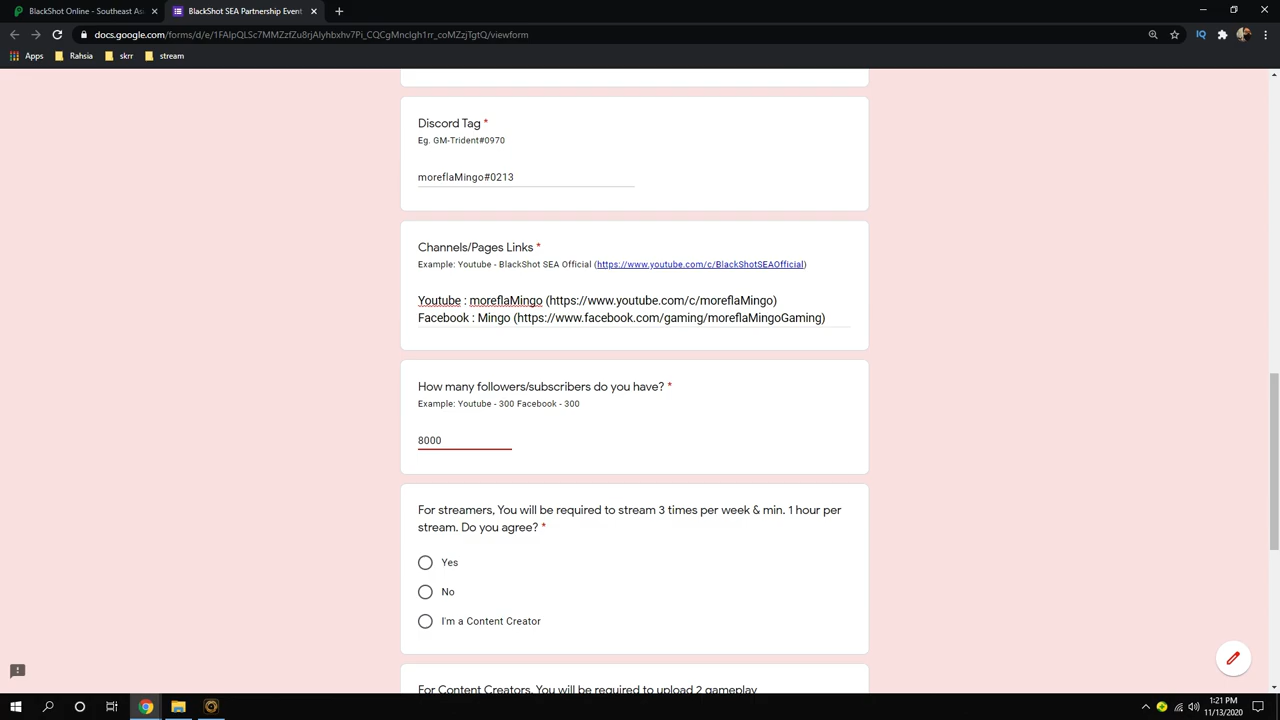 BlackShot Online - Southeast As
BlackShot SEA Partnership Event
docs.google.com/forms/d/e/1FAIpQLSc7MMZzfZu8rjAIyhbxhv7Pi_CQCgMnclgh1rr_coMZzjTgtQ/viewform
Apps
Rahsia
skrr
stream
Discord Tag *
Eg. GM-Trident#0970
moreflaMingo#0213
Channels/Pages Links *
Example: Youtube - BlackShot SEA Official (https://www.youtube.com/c/BlackShotSEAOfficial)
Youtube : moreflaMingo (https://www.youtube.com/c/moreflaMingo)
Facebook : Mingo (https://www.facebook.com/gaming/moreflaMingoGaming)
How many followers/subscribers do you have? *
Example: Youtube - 300 Facebook - 300
8000
For streamers, You will be required to stream 3 times per week & min. 1 hour per
stream. Do you agree? *
Yes
No
I'm a Content Creator
For Content Creators, You will be required to upload 2 gameplay
1:21 PM
11/13/2020